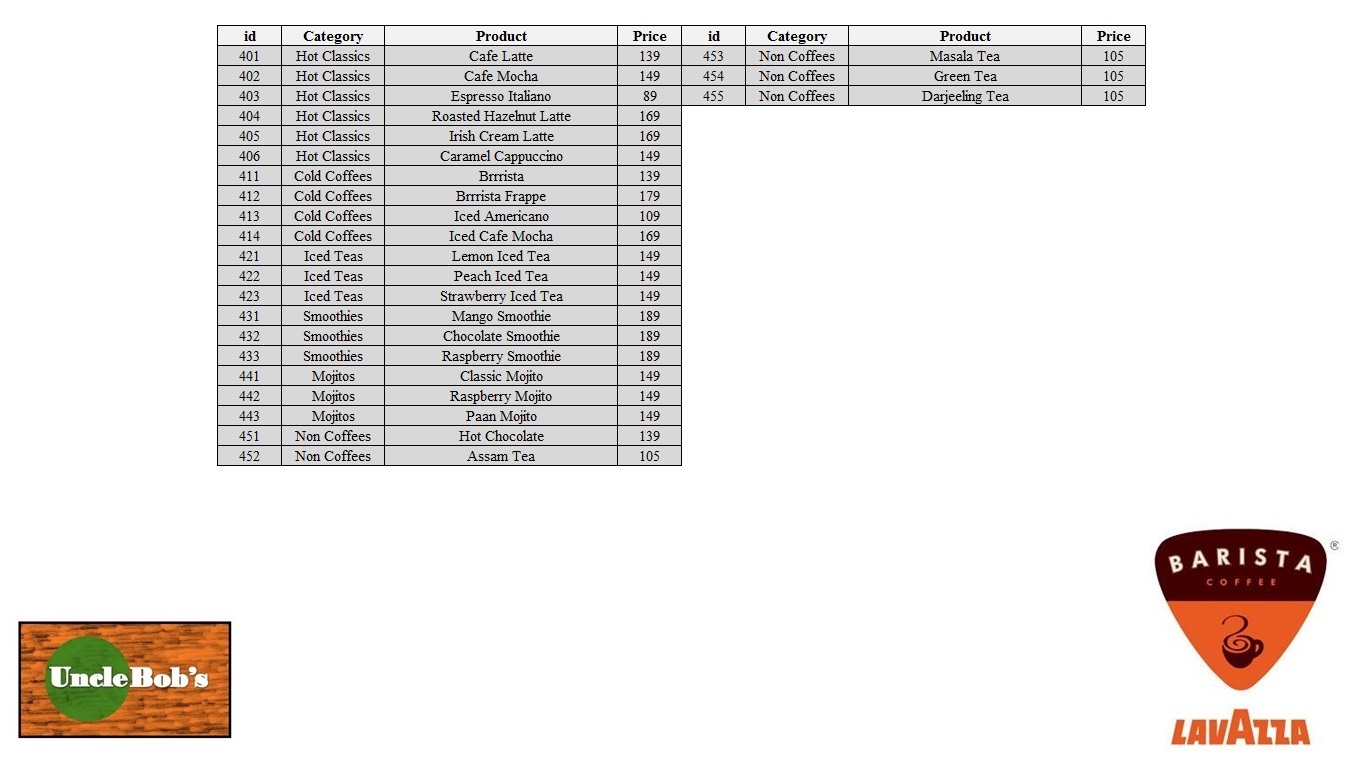 id Category Product Price id Category Product Price
401 Hot Classics Cafe Latte 139 453 Non Coffees Masala Tea 105
402 Hot Classics Cafe Mocha 149 454 Non Coffees Green Tea 105
403 Hot Classics Espresso Italiano 89 455 Non Coffees Darjeeling Tea 105
404 Hot Classics Roasted Hazelnut Latte 169
405 Hot Classics Irish Cream Latte 169
406 Hot Classics Caramel Cappuccino 149
411 Cold Coffees Brrrista 139
412 Cold Coffees Brrrista Frappe 179
413 Cold Coffees Iced Americano 109
414 Cold Coffees Iced Cafe Mocha 169
421 Iced Teas Lemon Iced Tea 149
422 Iced Teas Peach Iced Tea 149
423 Iced Teas Strawberry Iced Tea 149
431 Smoothies Mango Smoothie 189
432 Smoothies Chocolate Smoothie 189
433 Smoothies Raspberry Smoothie 189
441 Mojitos Classic Mojito 149
442 Mojitos Raspberry Mojito 149
443 Mojitos Paan Mojito 149
451 Non Coffees Hot Chocolate 139
452 Non Coffees Assam Tea 105
BARISTA ®
COFFEE
Uncle Bob's
LAVAZZA